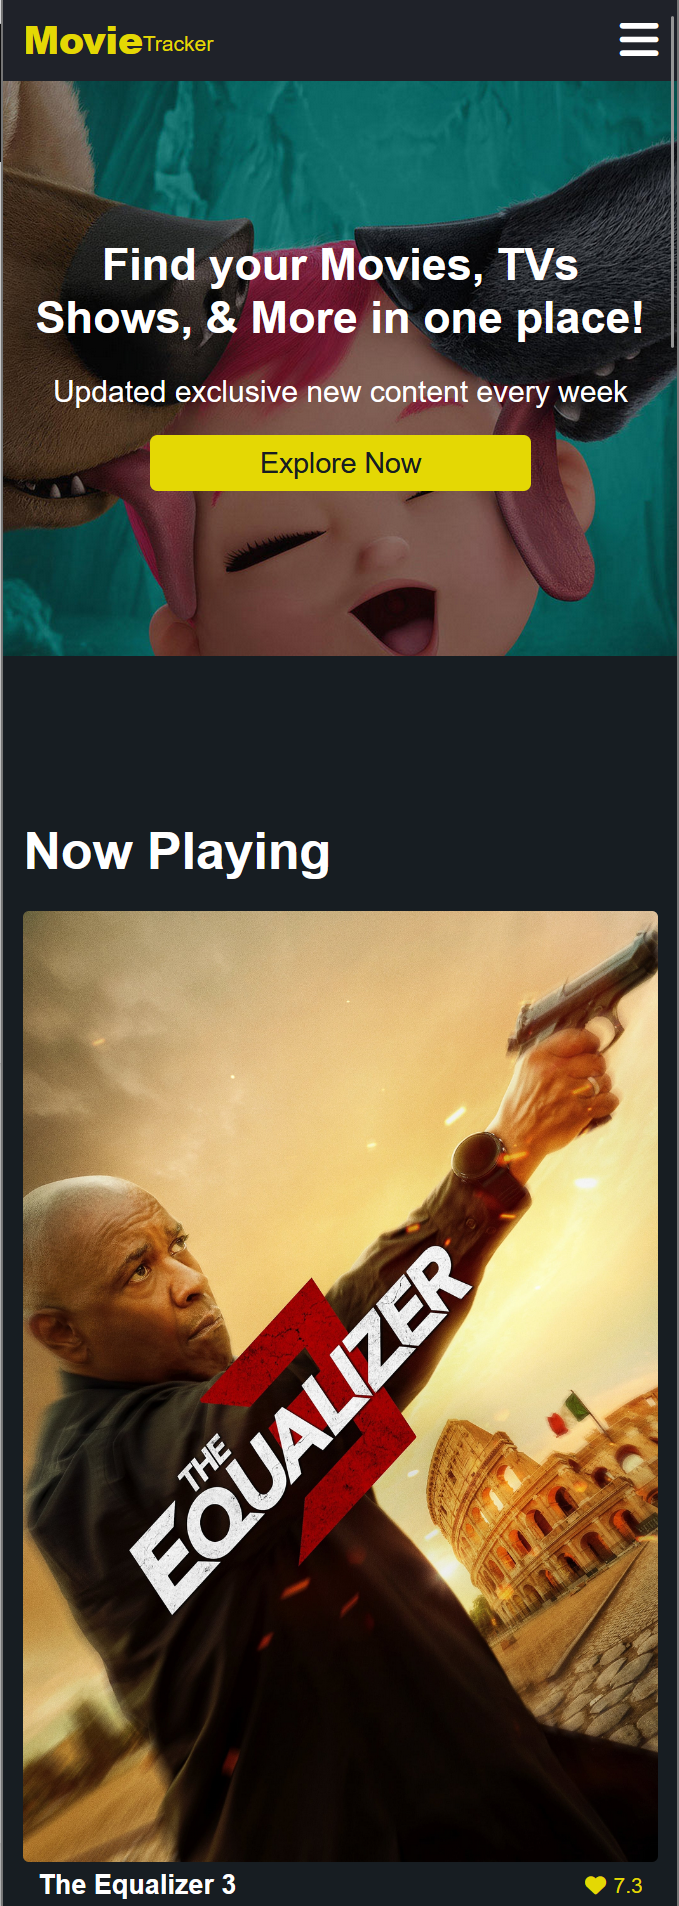 MovieTracker
Find your Movies, TVs
Shows, & More in one place!
Updated exclusive new content every week
Explore Now
Now Playing
THE
EQUALIZER
3
The Equalizer 3
7.3